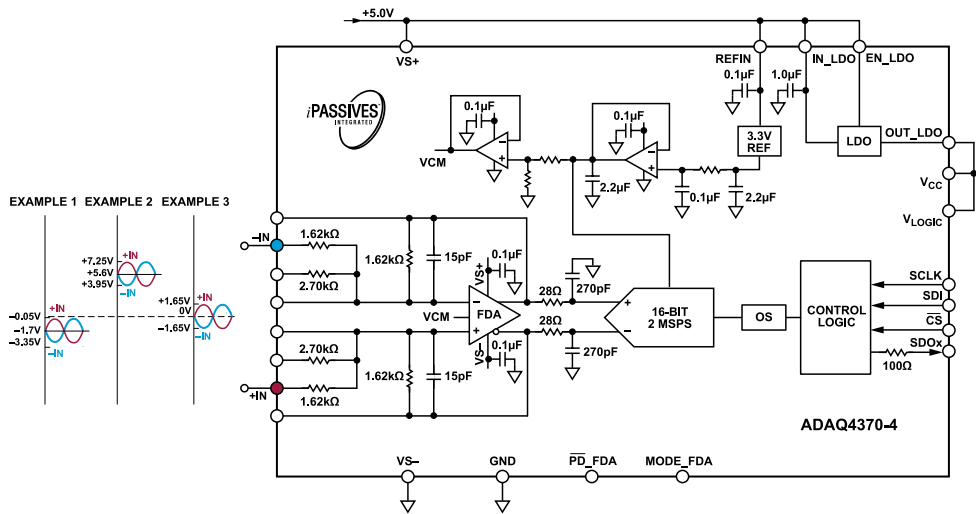 +5.0V
VS+
REFIN
IN_LDO
EN_LDO
iPASSIVES
INTEGRATED
0.1µF
1.0µF
0.1µF
0.1µF
3.3V
REF
LDO
OUT_LDO
VCM
2.2µF
0.1µF
2.2µF
VCC
VLOGIC
EXAMPLE 1
EXAMPLE 2
EXAMPLE 3
+7.25V
+5.6V
+3.95V
+IN
–IN
+1.65V
0V
–1.65V
+IN
–IN
–0.05V
–1.7V
–3.35V
+IN
–IN
–IN
1.62kΩ
2.70kΩ
1.62kΩ
15pF
VS+
0.1µF
28Ω
270pF
VCM
FDA
28Ω
270pF
VS–
0.1µF
2.70kΩ
1.62kΩ
15pF
+IN
1.62kΩ
16-BIT
2 MSPS
OS
CONTROL
LOGIC
SCLK
SDI
CS
SDOx
100Ω
ADAQ4370-4
VS–
GND
PD_FDA
MODE_FDA